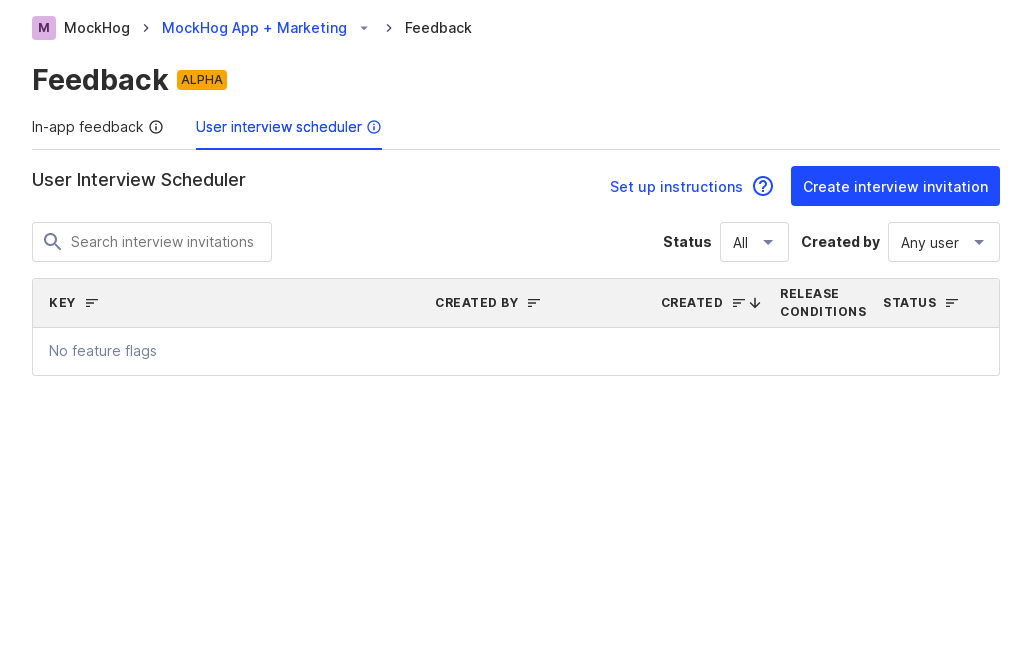 M MockHog MockHog App + Marketing Feedback
Feedback ALPHA
In-app feedback User interview scheduler
User Interview Scheduler
Set up instructions Create interview invitation
Search interview invitations Status All Created by Any user
KEY CREATED BY CREATED RELEASE CONDITIONS STATUS
No feature flags